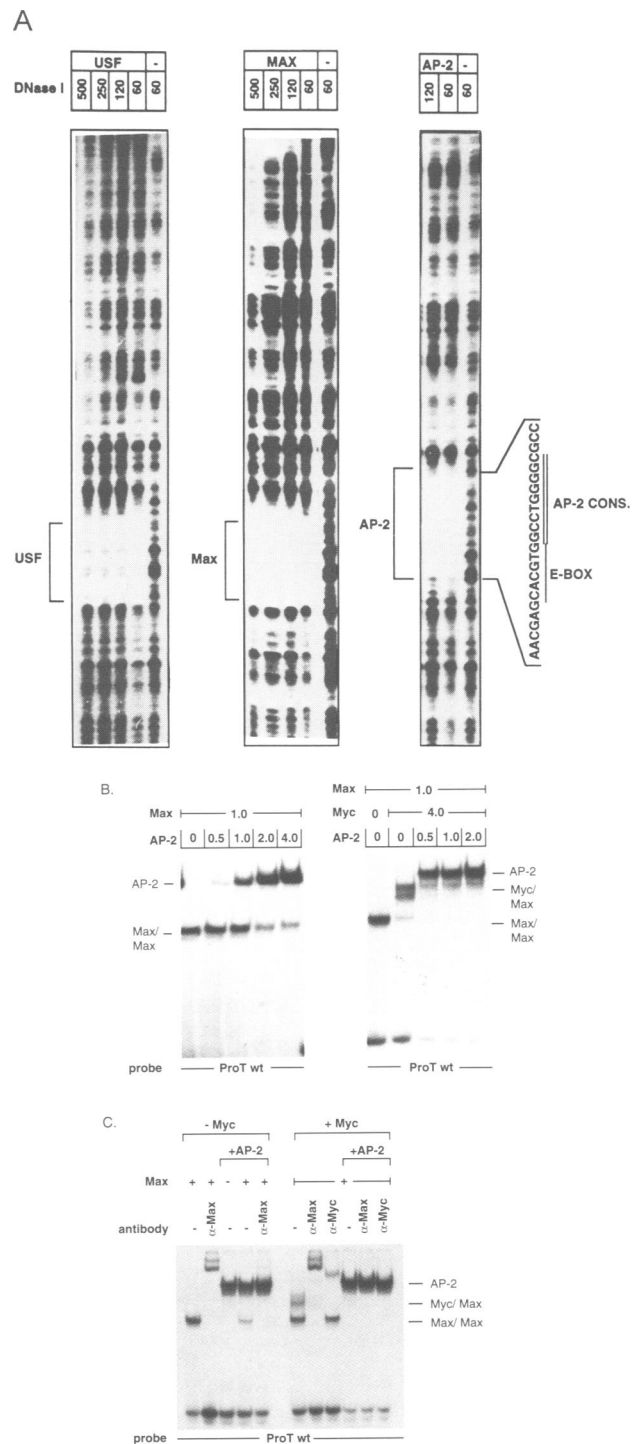 A
USF -
DNase I 500 250 120 60 60
MAX -
500 250 120 60 60
AP-2 -
120 60 60
USF
Max
AP-2
AACGAGCACGTGGCCTGGGGCGCC
AP-2 CONS.
E-BOX
B.
Max 1.0
AP-2 0 0.5 1.0 2.0 4.0
AP-2
Max/
Max
probe ProT wt
Max 1.0
Myc 0 4.0
AP-2 0 0 0.5 1.0 2.0
AP-2
Myc/
Max
Max/
Max
ProT wt
C.
- Myc + Myc
+AP-2 +AP-2
Max + + - + + +
antibody - α-Max - - α-Max - α-Max α-Myc - α-Max α-Myc
AP-2
Myc/ Max
Max/ Max
probe ProT wt